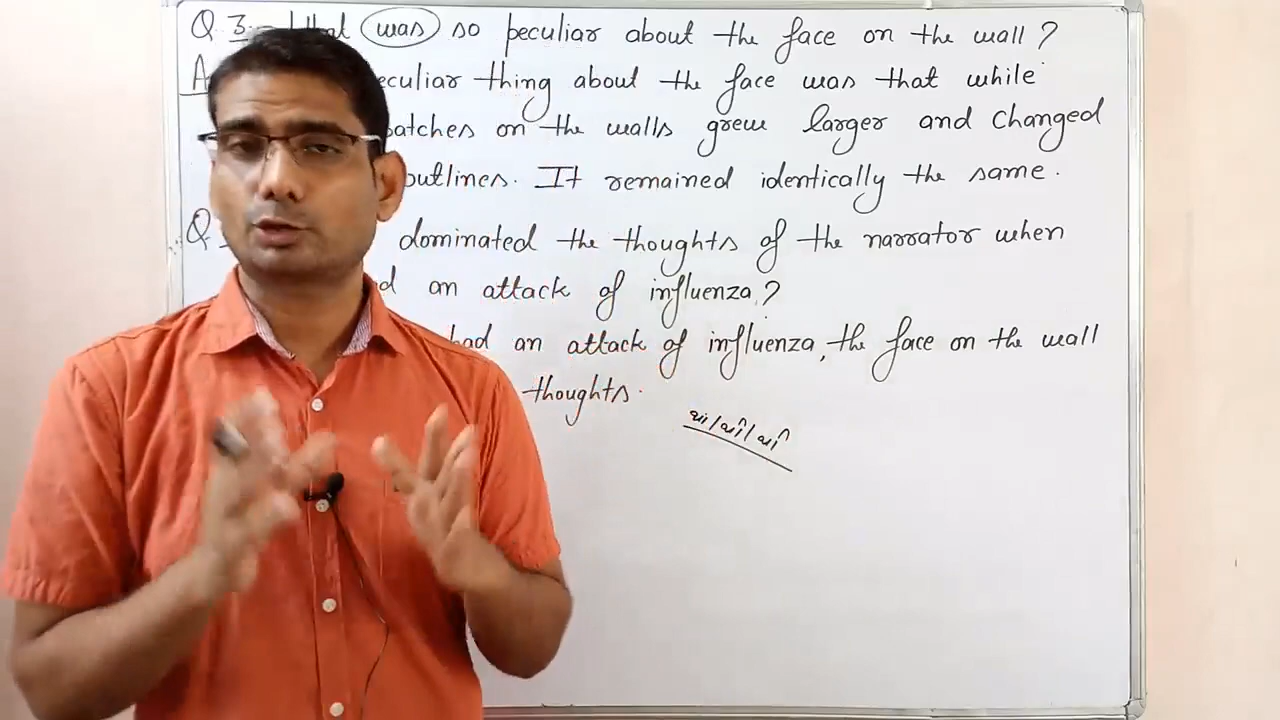 Q 3 what was so peculiar about the face on the wall ?
A peculiar thing about the face was that while
patches on the walls grew larger and changed
outlines. It remained identically the same.
Q dominated the thoughts of the narrator when
an attack of influenza ?
had an attack of influenza, the face on the wall
thoughts.
था/थी/थे